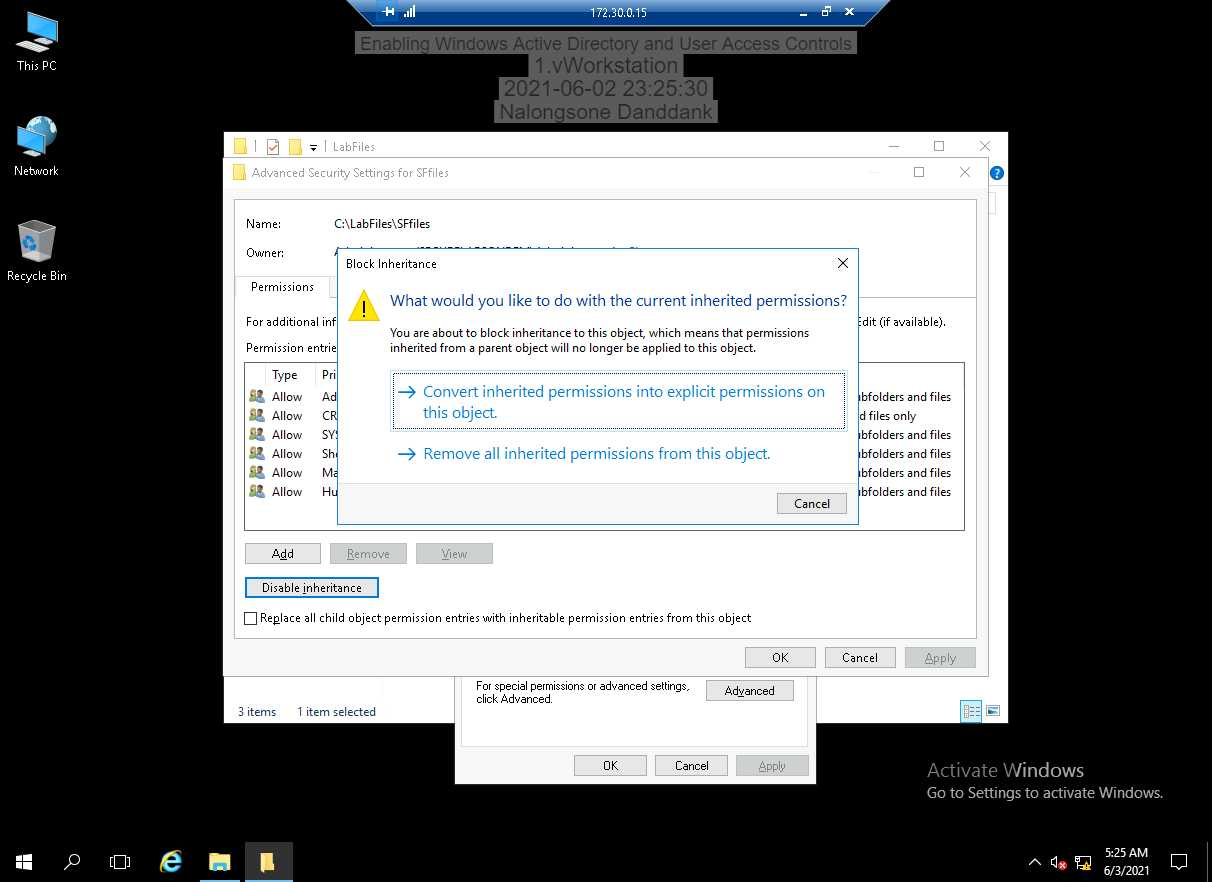 172.30.0.15
Enabling Windows Active Directory and User Access Controls
1.vWorkstation
2021-06-02 23:25:30
Nalongsone Danddank
This PC
Network
Recycle Bin
LabFiles
Advanced Security Settings for SFfiles
Name: C:\LabFiles\SFfiles
Owner:
Block Inheritance
What would you like to do with the current inherited permissions?
You are about to block inheritance to this object, which means that permissions
inherited from a parent object will no longer be applied to this object.
Convert inherited permissions into explicit permissions on
this object.
Remove all inherited permissions from this object.
Cancel
Permissions
For additional inf Edit (if available).
Permission entrie
Type Pri
Allow Ad ubfolders and files
Allow CR d files only
Allow SYS ubfolders and files
Allow She ubfolders and files
Allow Ma ubfolders and files
Allow Hu ubfolders and files
Add Remove View
Disable inheritance
Replace all child object permission entries with inheritable permission entries from this object
OK Cancel Apply
For special permissions or advanced settings,
click Advanced.
Advanced
3 items 1 item selected
OK Cancel Apply
Activate Windows
Go to Settings to activate Windows.
5:25 AM
6/3/2021